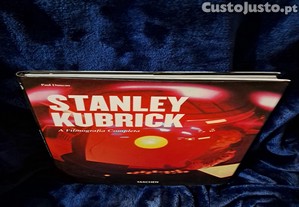 CustoJusto.pt
Paul Duncan
STANLEY
KUBRICK
A Filmografia Completa
TASCHEN